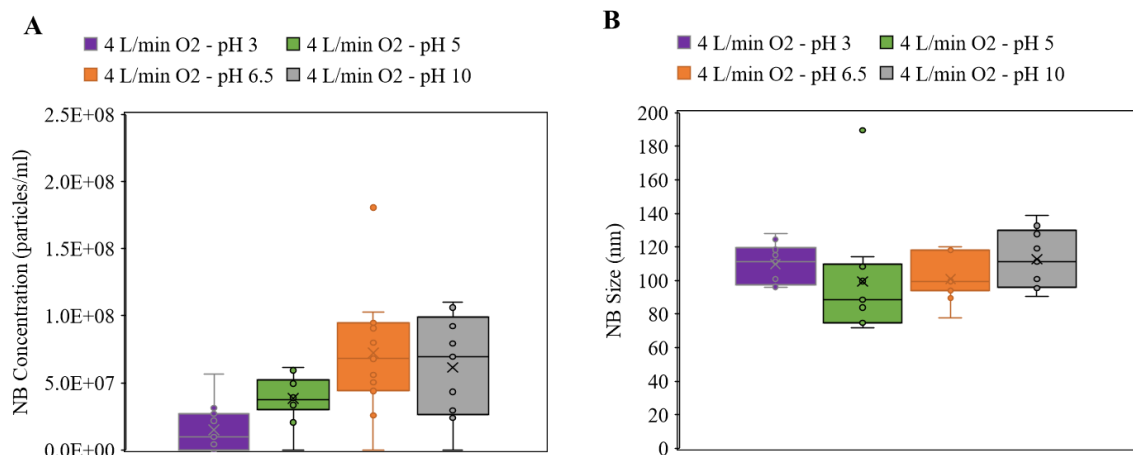 A
4 L/min O2 - pH 3
4 L/min O2 - pH 5
4 L/min O2 - pH 6.5
4 L/min O2 - pH 10
NB Concentration (particles/ml)
2.5E+08
2.0E+08
1.5E+08
1.0E+08
5.0E+07
0.0E+00
B
4 L/min O2 - pH 3
4 L/min O2 - pH 5
4 L/min O2 - pH 6.5
4 L/min O2 - pH 10
NB Size (nm)
200
180
160
140
120
100
80
60
40
20
0